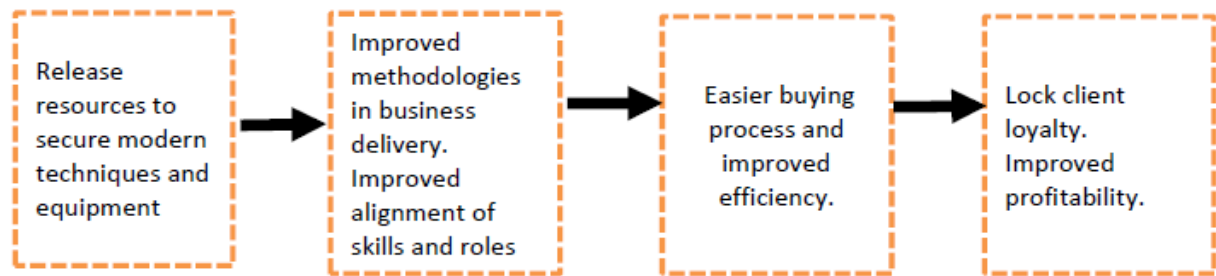 Release
resources to
secure modern
techniques and
equipment
Improved
methodologies
in business
delivery.
Improved
alignment of
skills and roles
Easier buying
process and
improved
efficiency.
Lock client
loyalty.
Improved
profitability.